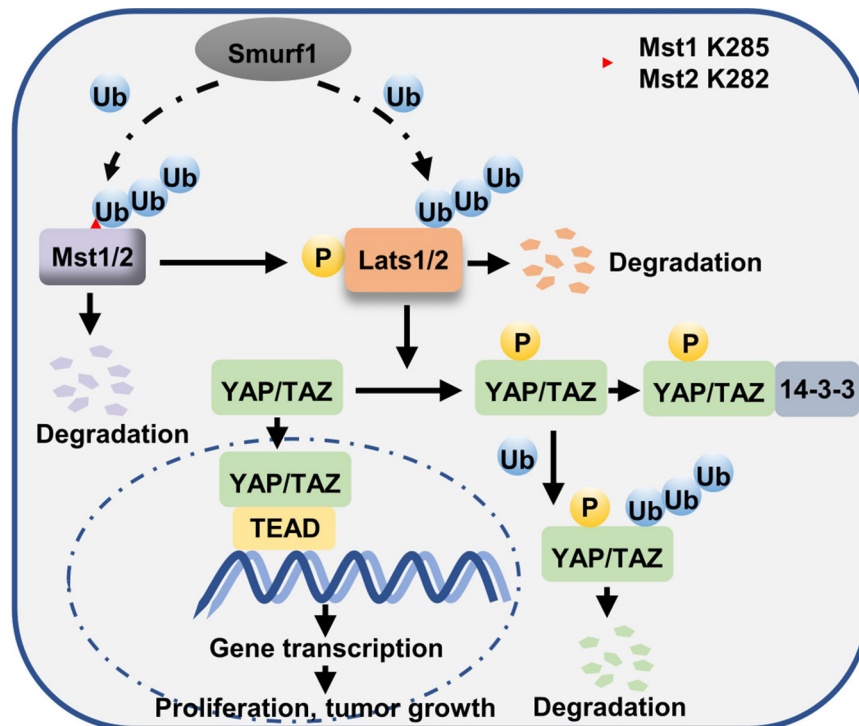 Smurf1
Mst1 K285
Mst2 K282
Ub
Ub
Ub Ub Ub
Ub Ub Ub
Mst1/2
P
Lats1/2
Degradation
P
P
YAP/TAZ
YAP/TAZ
YAP/TAZ
14-3-3
Degradation
Ub
YAP/TAZ
TEAD
P
Ub Ub Ub
YAP/TAZ
Gene transcription
Proliferation, tumor growth
Degradation